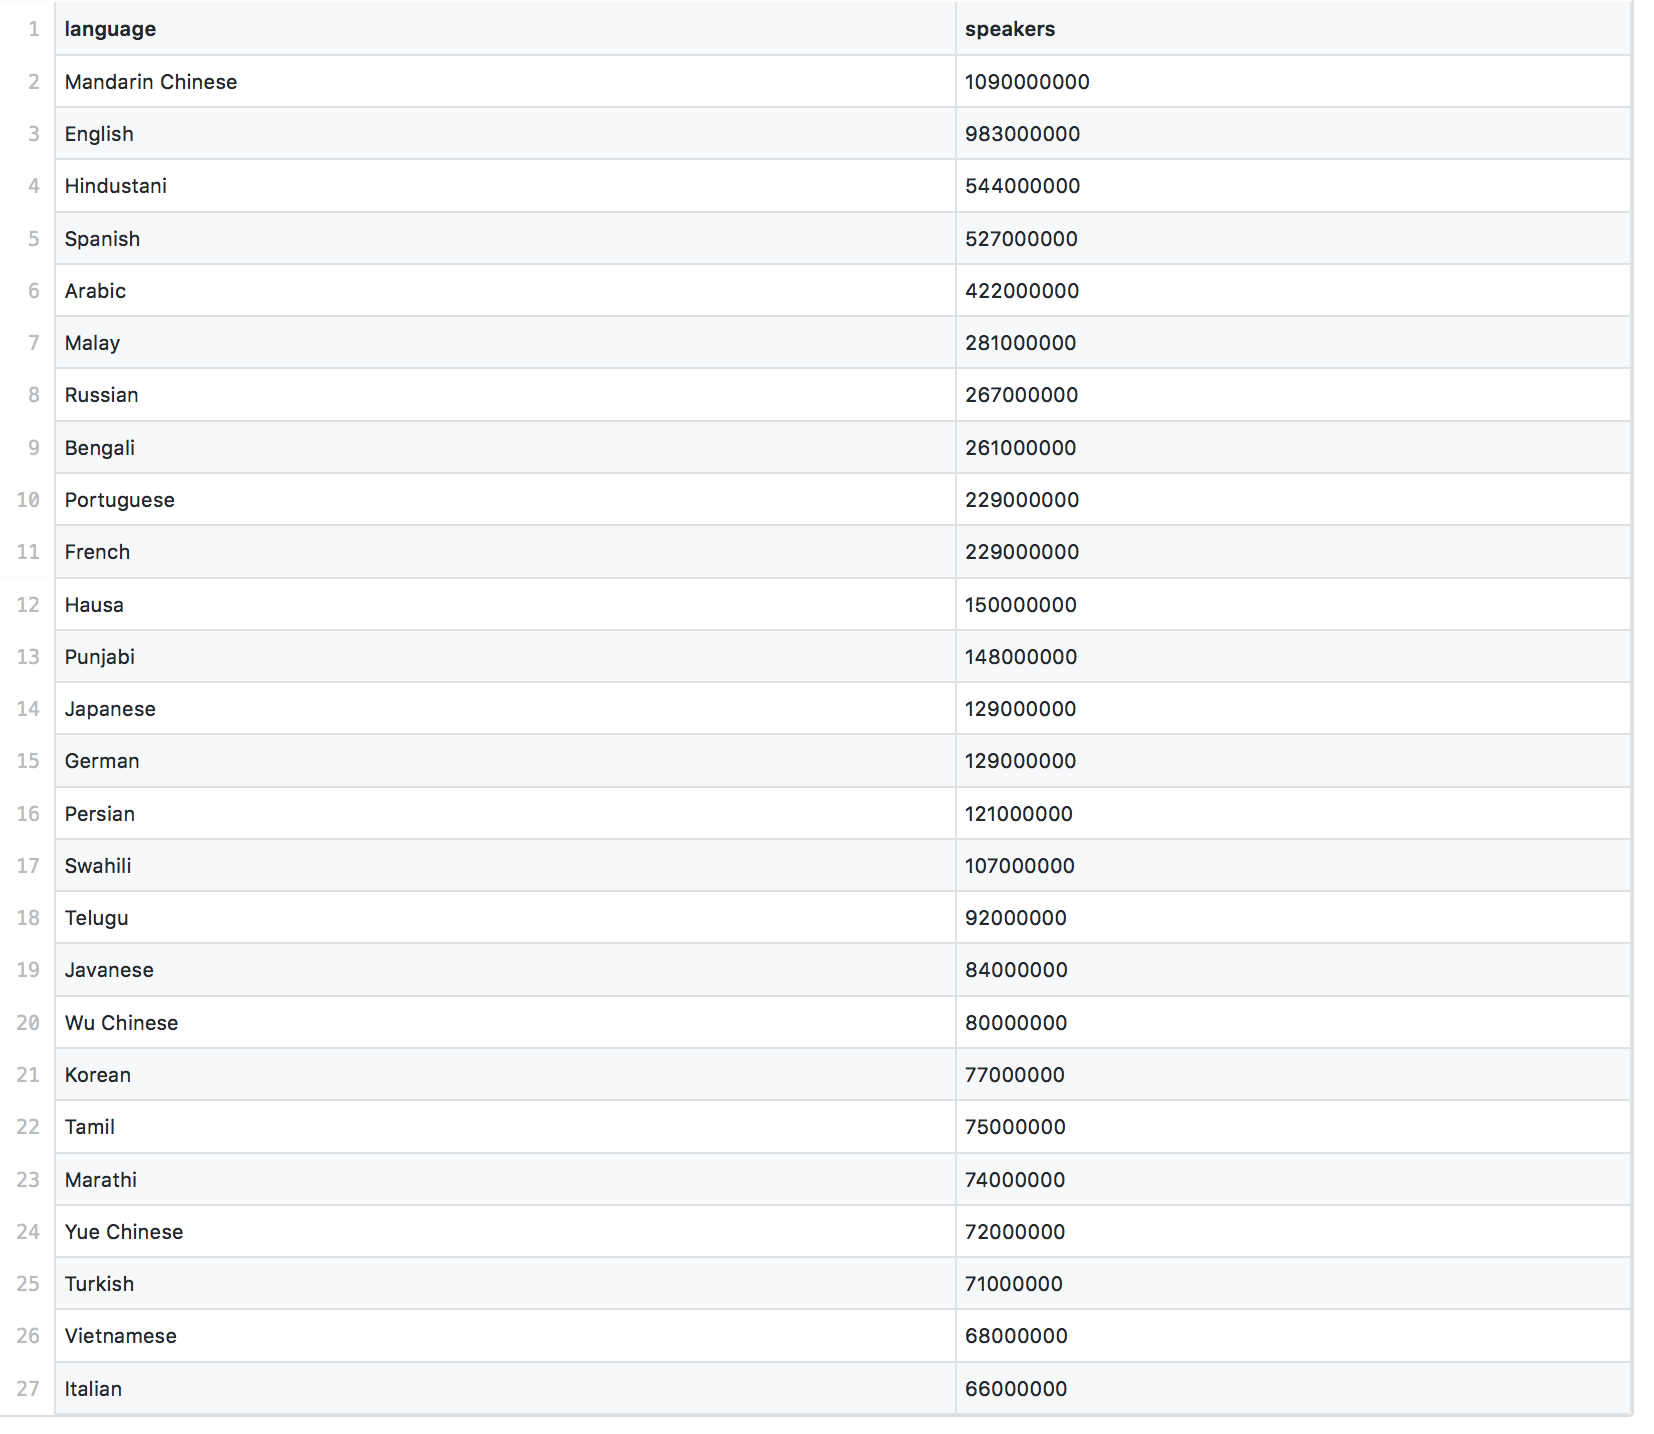 1 language speakers
2 Mandarin Chinese 1090000000
3 English 983000000
4 Hindustani 544000000
5 Spanish 527000000
6 Arabic 422000000
7 Malay 281000000
8 Russian 267000000
9 Bengali 261000000
10 Portuguese 229000000
11 French 229000000
12 Hausa 150000000
13 Punjabi 148000000
14 Japanese 129000000
15 German 129000000
16 Persian 121000000
17 Swahili 107000000
18 Telugu 92000000
19 Javanese 84000000
20 Wu Chinese 80000000
21 Korean 77000000
22 Tamil 75000000
23 Marathi 74000000
24 Yue Chinese 72000000
25 Turkish 71000000
26 Vietnamese 68000000
27 Italian 66000000